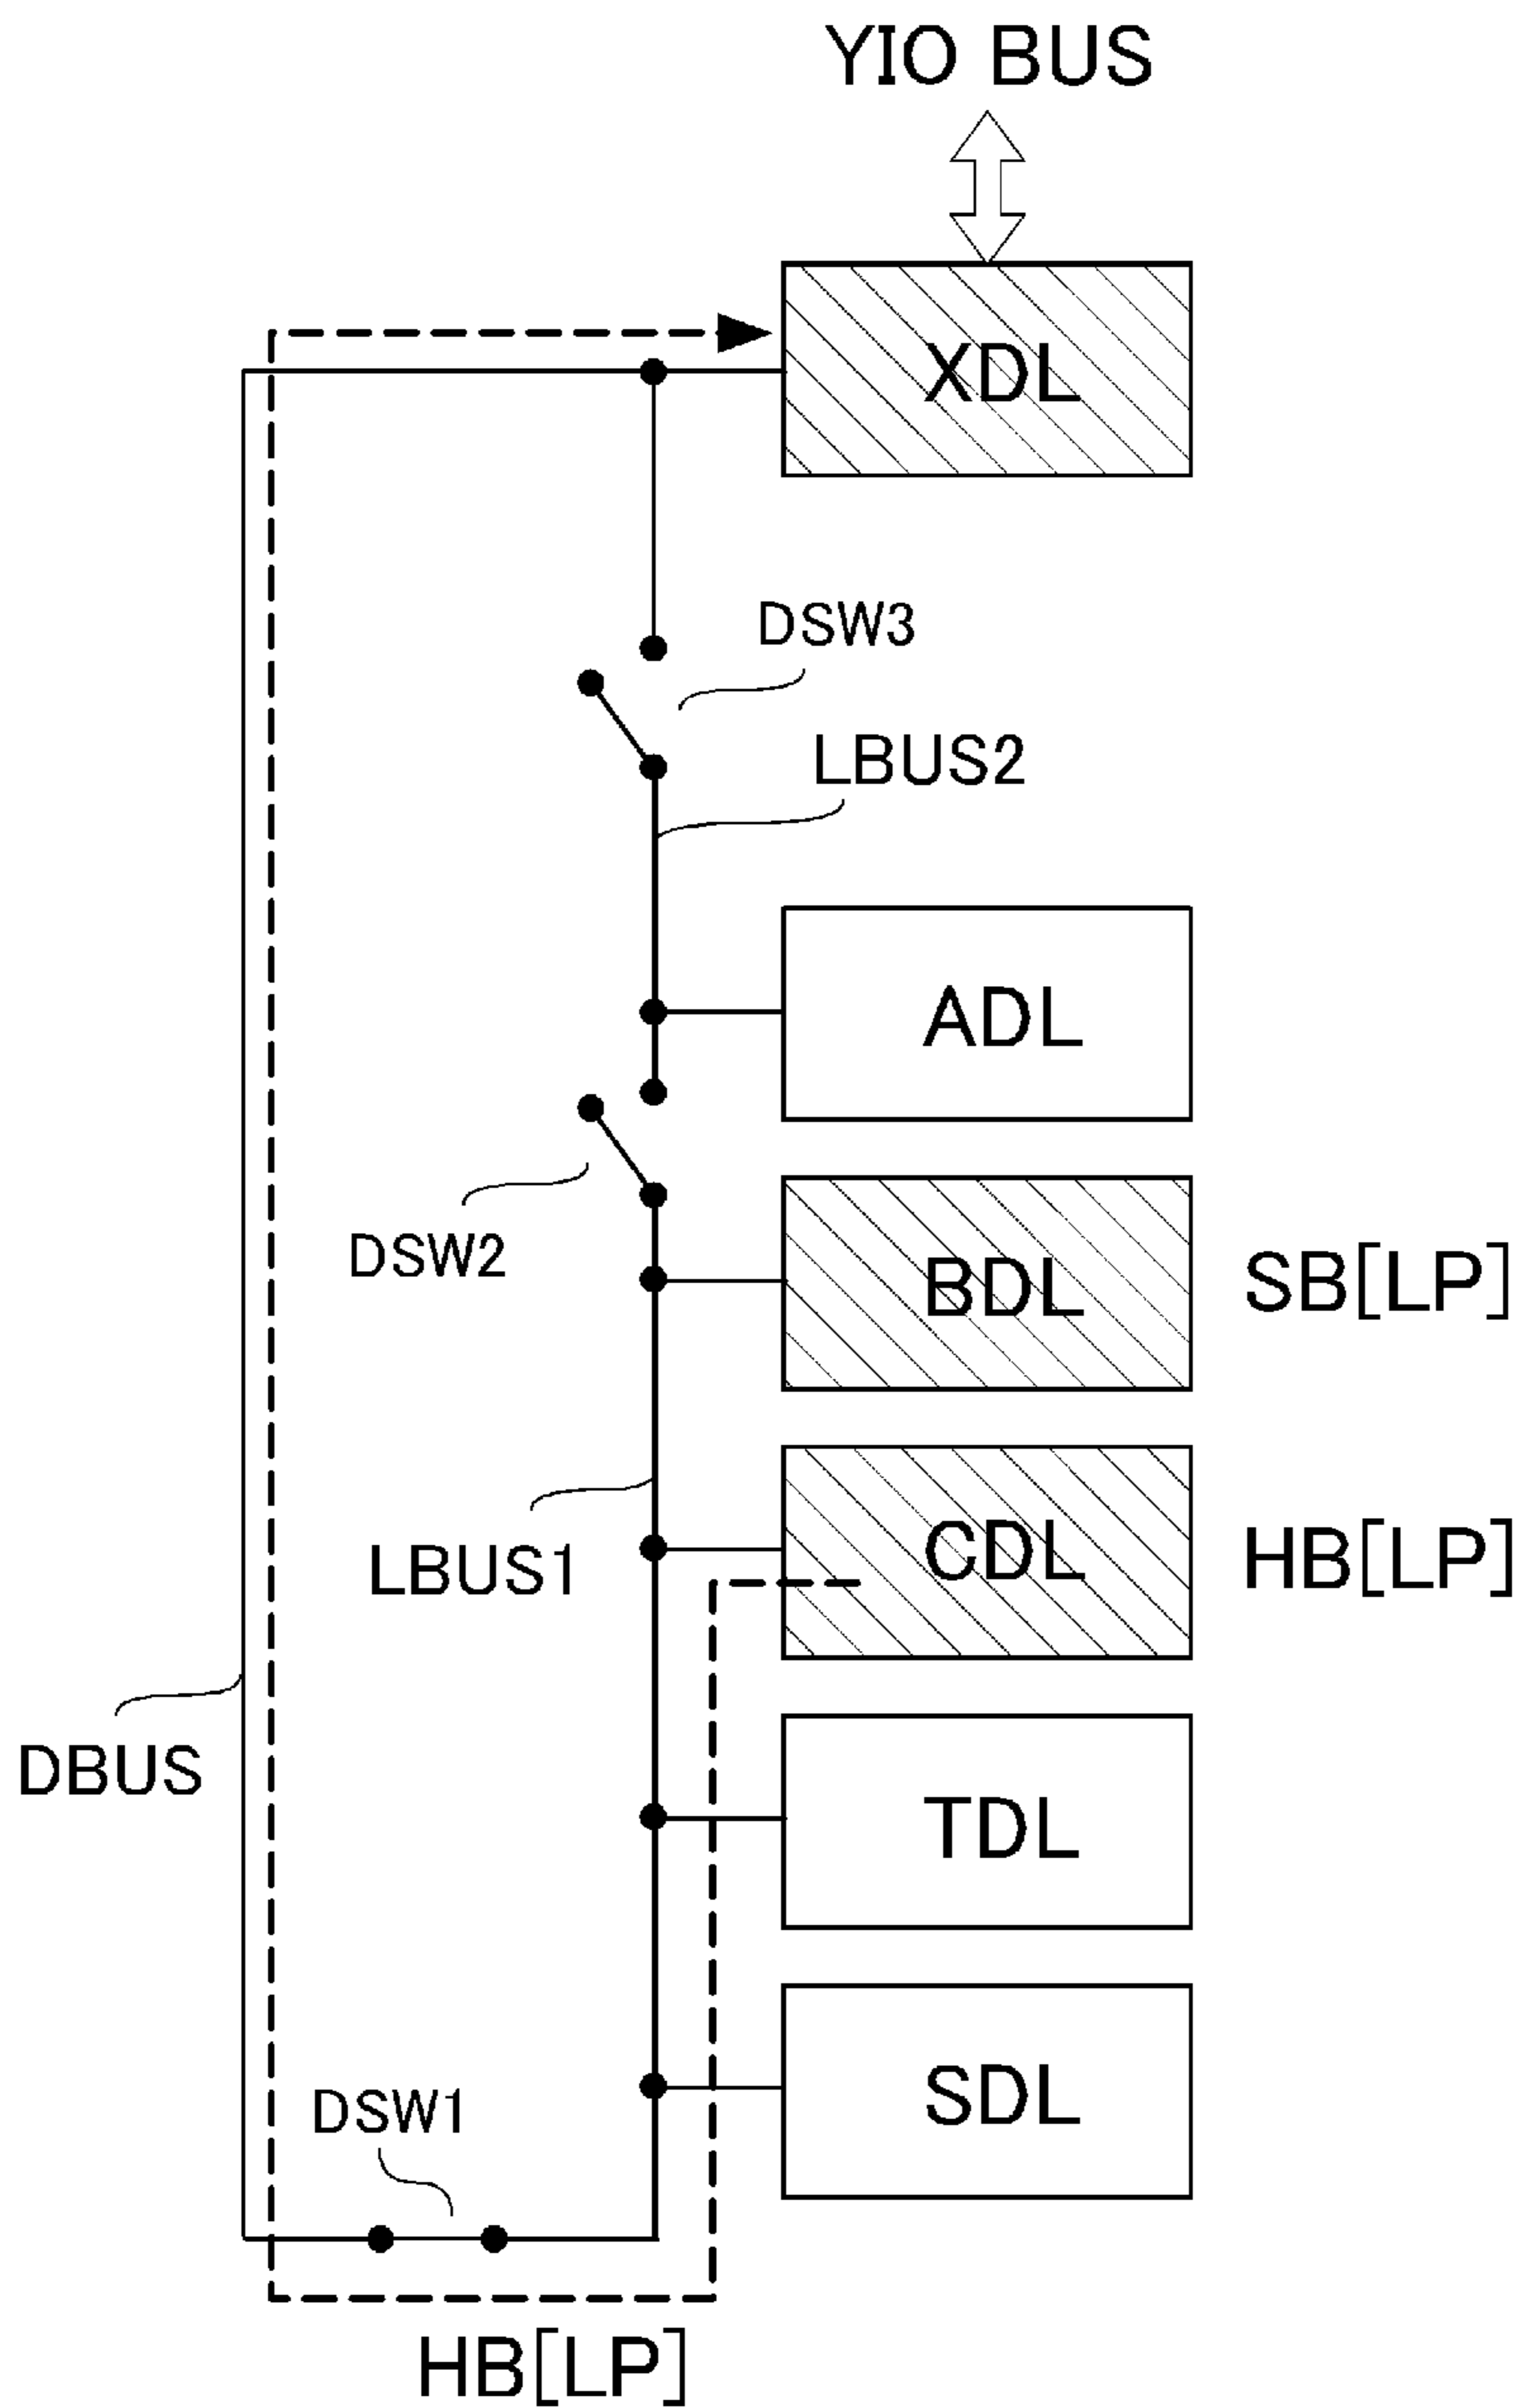 YIO BUS
XDL
DSW3
LBUS2
ADL
DSW2
BDL
SB[LP]
LBUS1
CDL
HB[LP]
DBUS
TDL
SDL
DSW1
HB[LP]